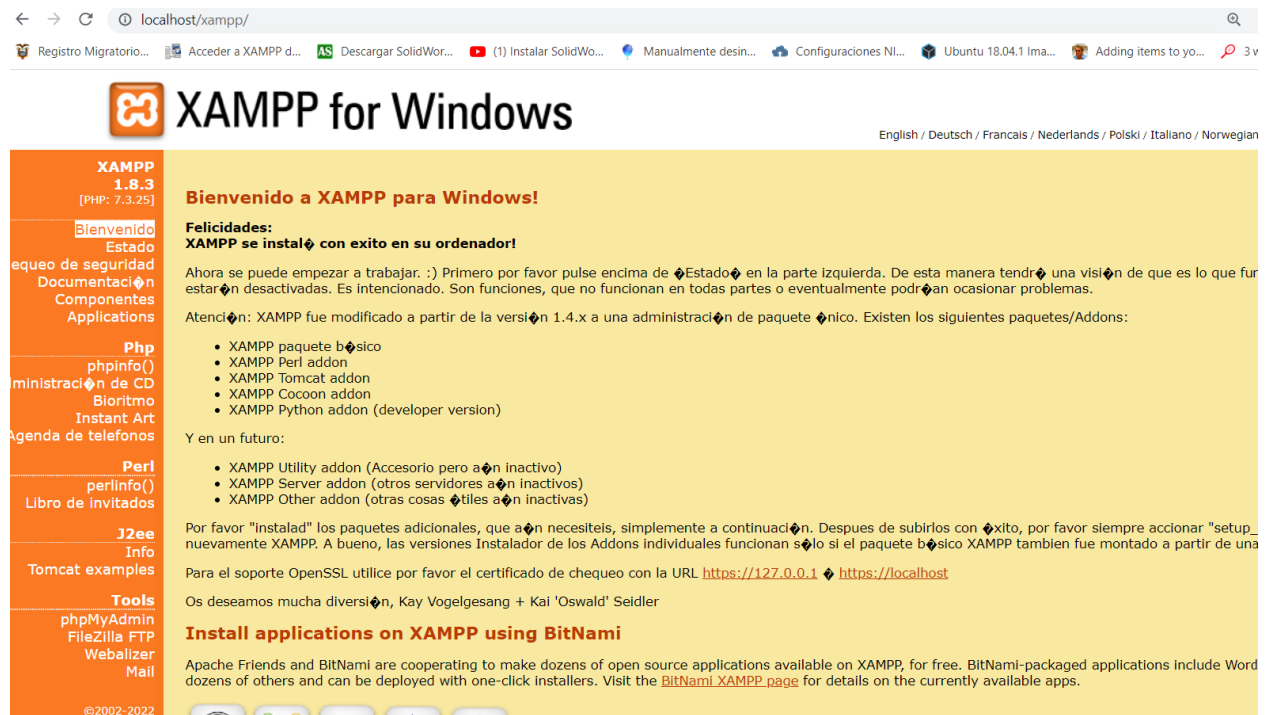 localhost/xampp/
Registro Migratorio... Acceder a XAMPP d... AS Descargar SolidWor... (1) Instalar SolidWo... Manualmente desin... Configuraciones NI... Ubuntu 18.04.1 Ima... Adding items to yo... 3 w
XAMPP for Windows
English / Deutsch / Francais / Nederlands / Polski / Italiano / Norwegian
XAMPP
1.8.3
[PHP: 7.3.25]
Bienvenido
Estado
equeo de seguridad
Documentaci�n
Componentes
Applications
Php
phpinfo()
ministraci�n de CD
Bioritmo
Instant Art
Agenda de telefonos
Perl
perlinfo()
Libro de invitados
J2ee
Info
Tomcat examples
Tools
phpMyAdmin
FileZilla FTP
Webalizer
Mail
©2002-2022
Bienvenido a XAMPP para Windows!
Felicidades:
XAMPP se instal� con exito en su ordenador!
Ahora se puede empezar a trabajar. :) Primero por favor pulse encima de �Estado� en la parte izquierda. De esta manera tendr� una visi�n de que es lo que fur
estar�n desactivadas. Es intencionado. Son funciones, que no funcionan en todas partes o eventualmente podr�an ocasionar problemas.
Atenci�n: XAMPP fue modificado a partir de la versi�n 1.4.x a una administraci�n de paquete �nico. Existen los siguientes paquetes/Addons:
• XAMPP paquete b�sico
• XAMPP Perl addon
• XAMPP Tomcat addon
• XAMPP Cocoon addon
• XAMPP Python addon (developer version)
Y en un futuro:
• XAMPP Utility addon (Accesorio pero a�n inactivo)
• XAMPP Server addon (otros servidores a�n inactivos)
• XAMPP Other addon (otras cosas �tiles a�n inactivas)
Por favor "instalad" los paquetes adicionales, que a�n necesiteis, simplemente a continuaci�n. Despues de subirlos con �xito, por favor siempre accionar "setup_
nuevamente XAMPP. A bueno, las versiones Instalador de los Addons individuales funcionan s�lo si el paquete b�sico XAMPP tambien fue montado a partir de una
Para el soporte OpenSSL utilice por favor el certificado de chequeo con la URL https://127.0.0.1 � https://localhost
Os deseamos mucha diversi�n, Kay Vogelgesang + Kai 'Oswald' Seidler
Install applications on XAMPP using BitNami
Apache Friends and BitNami are cooperating to make dozens of open source applications available on XAMPP, for free. BitNami-packaged applications include Word
dozens of others and can be deployed with one-click installers. Visit the BitNami XAMPP page for details on the currently available apps.